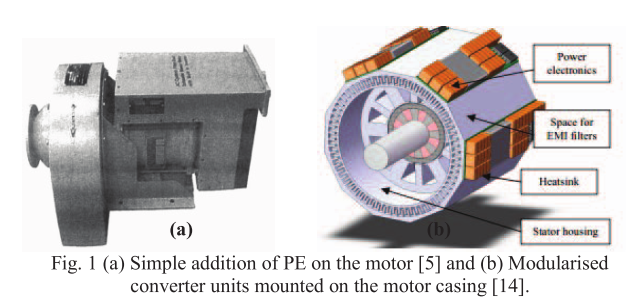 Power
electronics
Space for
EMI filters
Heatsink
Stator housing
(a)
(b)
Fig. 1 (a) Simple addition of PE on the motor [5] and (b) Modularised
converter units mounted on the motor casing [14].